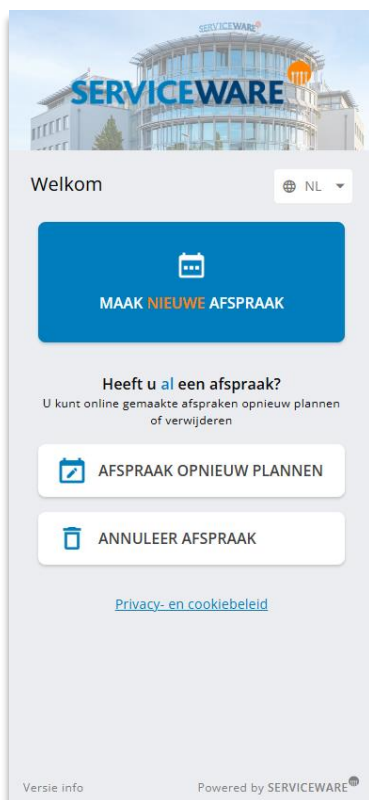 SERVICEWARE
SERVICEWARE
Welkom
NL
MAAK NIEUWE AFSPRAAK
Heeft u al een afspraak?
U kunt online gemaakte afspraken opnieuw plannen
of verwijderen
AFSPRAAK OPNIEUW PLANNEN
ANNULEER AFSPRAAK
Privacy- en cookiebeleid
Versie info
Powered by SERVICEWARE